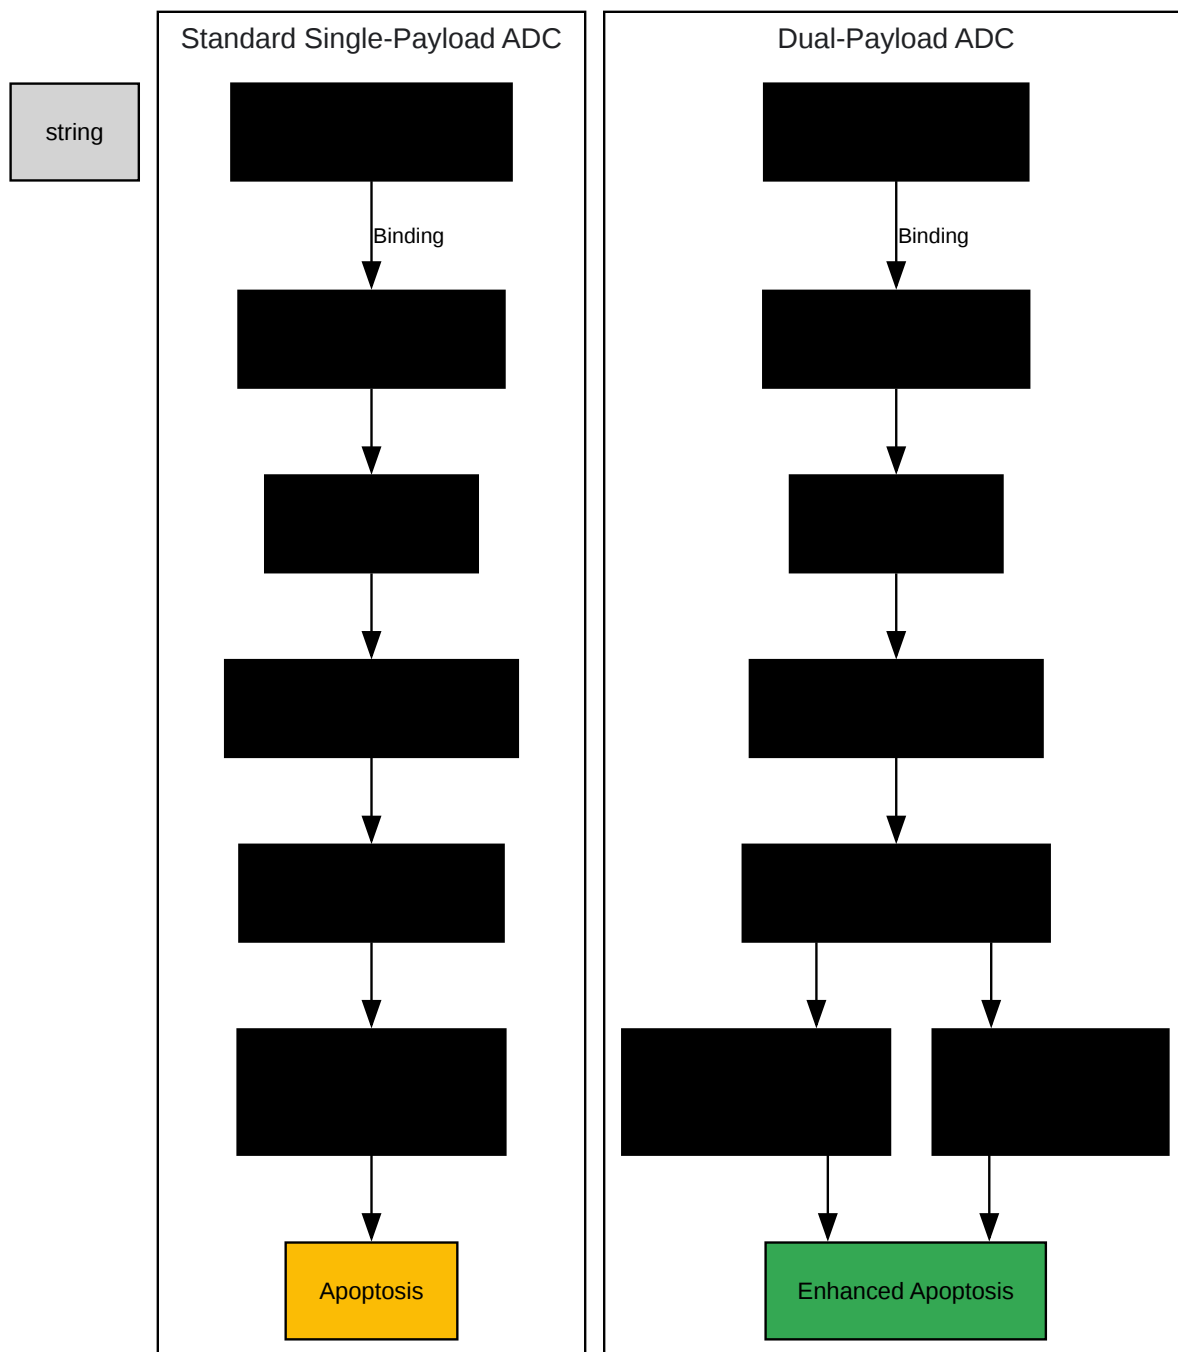 Standard Single-Payload ADC
Dual-Payload ADC
string
Binding
Binding
Apoptosis
Enhanced Apoptosis